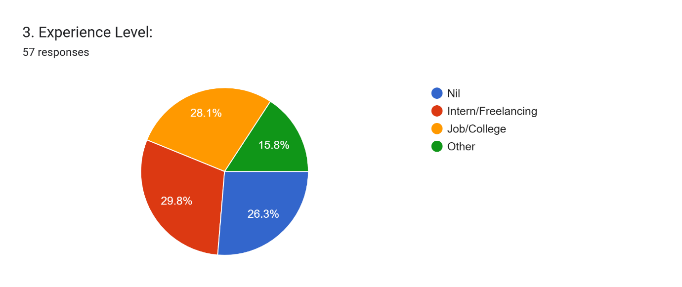 3. Experience Level:
57 responses
28.1%
15.8%
29.8%
26.3%
Nil
Intern/Freelancing
Job/College
Other